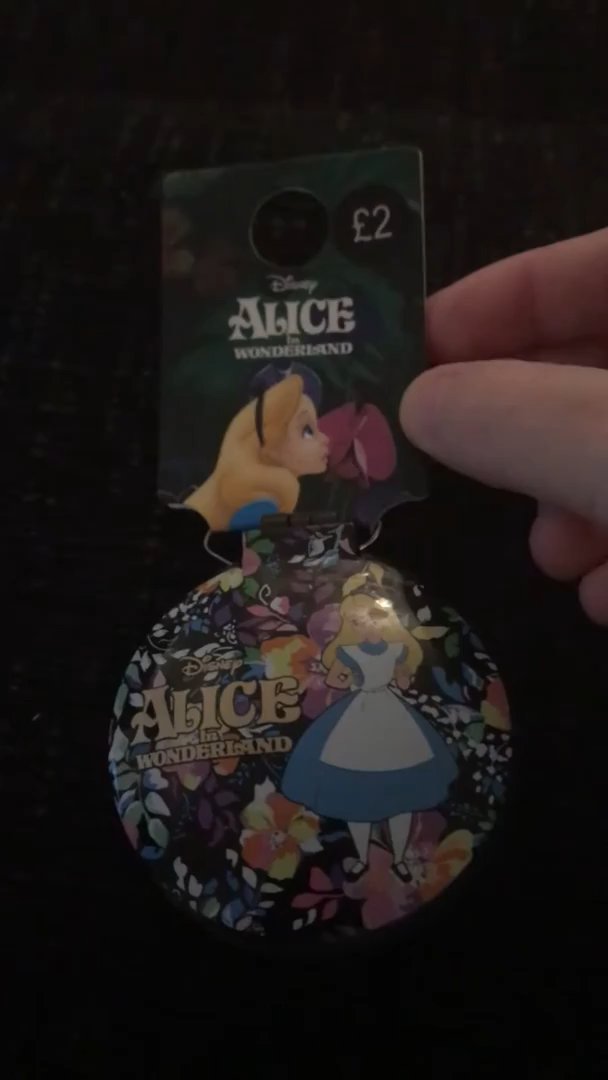 £2
Disney
ALICE
in
WONDERLAND
Disney
ALICE
in
WONDERLAND